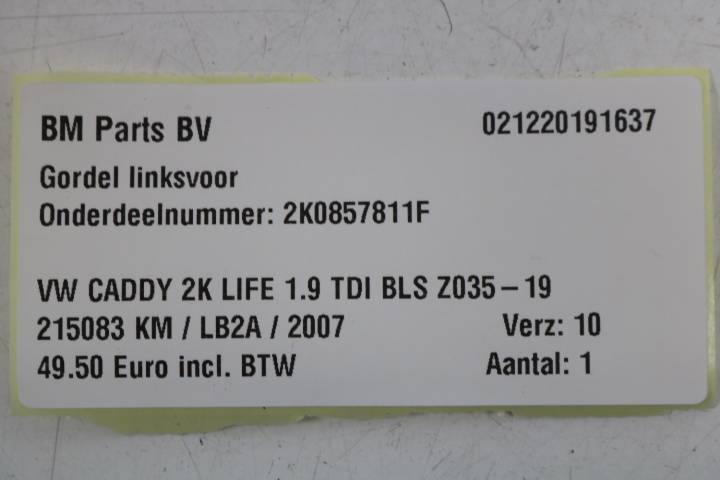 BM Parts BV 021220191637
Gordel linksvoor
Onderdeelnummer: 2K0857811F
VW CADDY 2K LIFE 1.9 TDI BLS Z035-19
215083 KM / LB2A / 2007 Verz: 10
49.50 Euro incl. BTW Aantal: 1